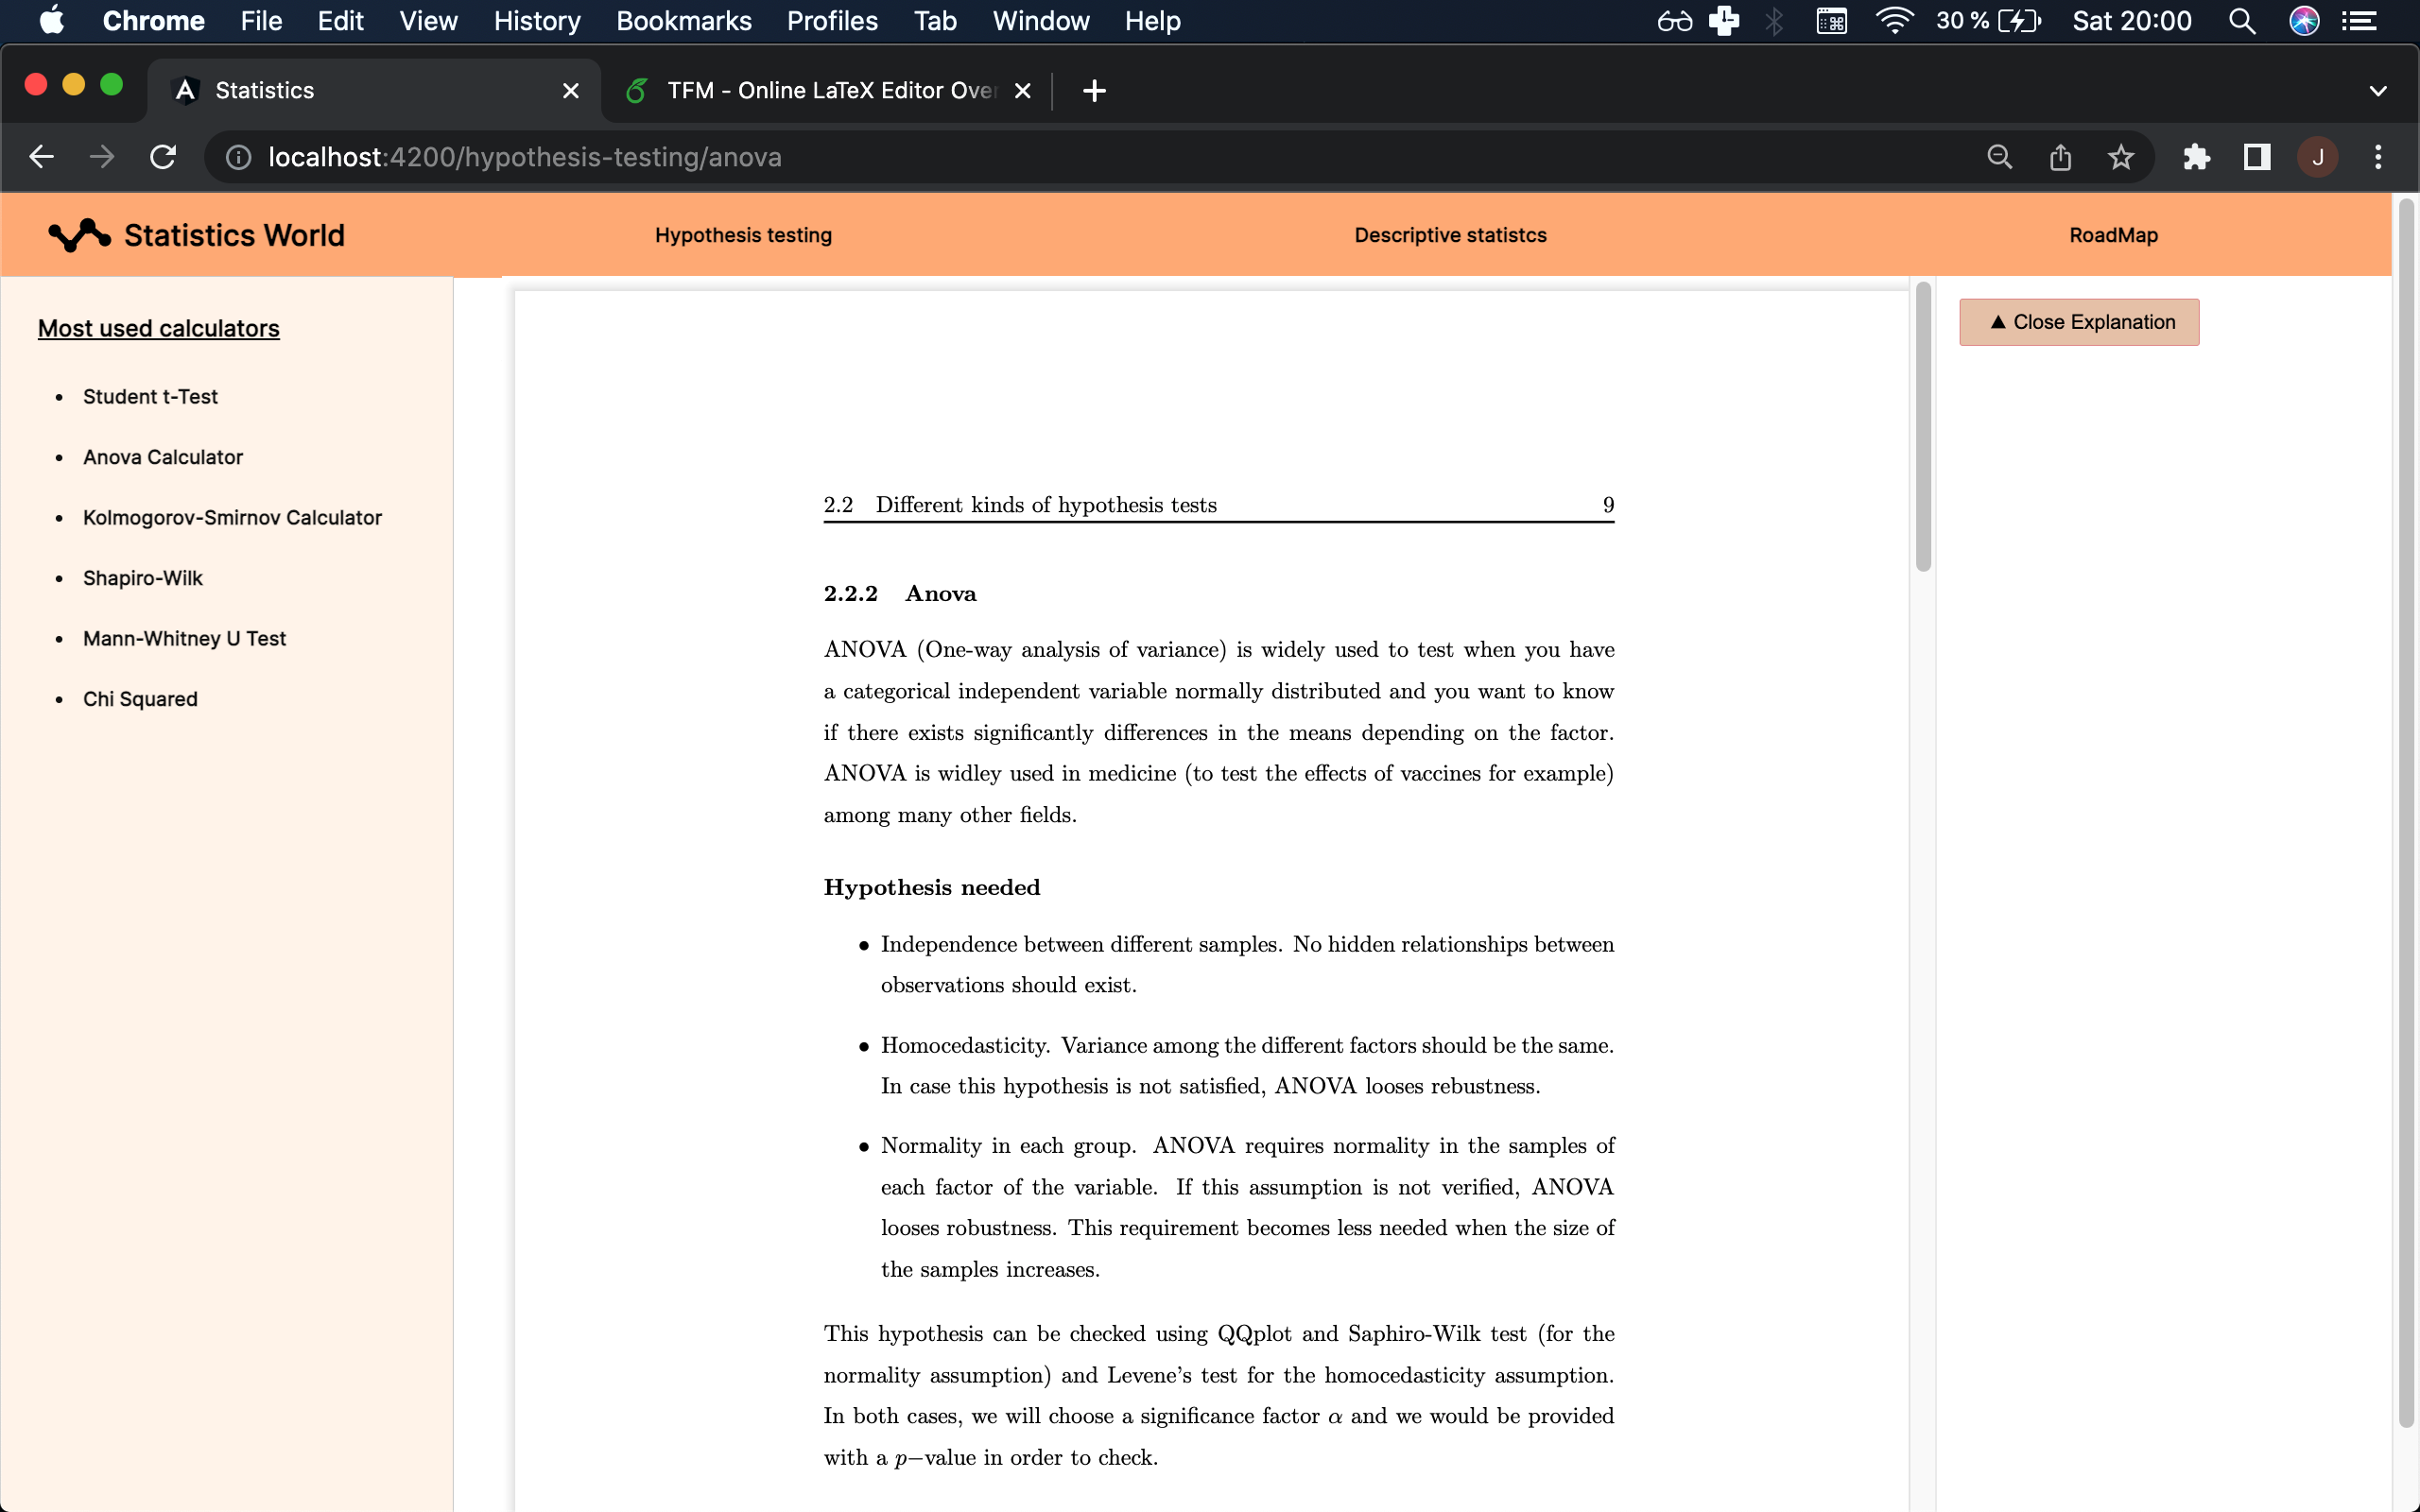 Chrome File Edit View History Bookmarks Profiles Tab Window Help 30 % Sat 20:00
Statistics TFM - Online LaTeX Editor Over
localhost:4200/hypothesis-testing/anova J
Statistics World Hypothesis testing Descriptive statistcs RoadMap
Most used calculators
• Student t-Test
• Anova Calculator
• Kolmogorov-Smirnov Calculator
• Shapiro-Wilk
• Mann-Whitney U Test
• Chi Squared
▲ Close Explanation
2.2 Different kinds of hypothesis tests 9
2.2.2 Anova
ANOVA (One-way analysis of variance) is widely used to test when you have
a categorical independent variable normally distributed and you want to know
if there exists significantly differences in the means depending on the factor.
ANOVA is widley used in medicine (to test the effects of vaccines for example)
among many other fields.
Hypothesis needed
• Independence between different samples. No hidden relationships between
observations should exist.
• Homocedasticity. Variance among the different factors should be the same.
In case this hypothesis is not satisfied, ANOVA looses rebustness.
• Normality in each group. ANOVA requires normality in the samples of
each factor of the variable. If this assumption is not verified, ANOVA
looses robustness. This requirement becomes less needed when the size of
the samples increases.
This hypothesis can be checked using QQplot and Saphiro-Wilk test (for the
normality assumption) and Levene's test for the homocedasticity assumption.
In both cases, we will choose a significance factor α and we would be provided
with a p−value in order to check.